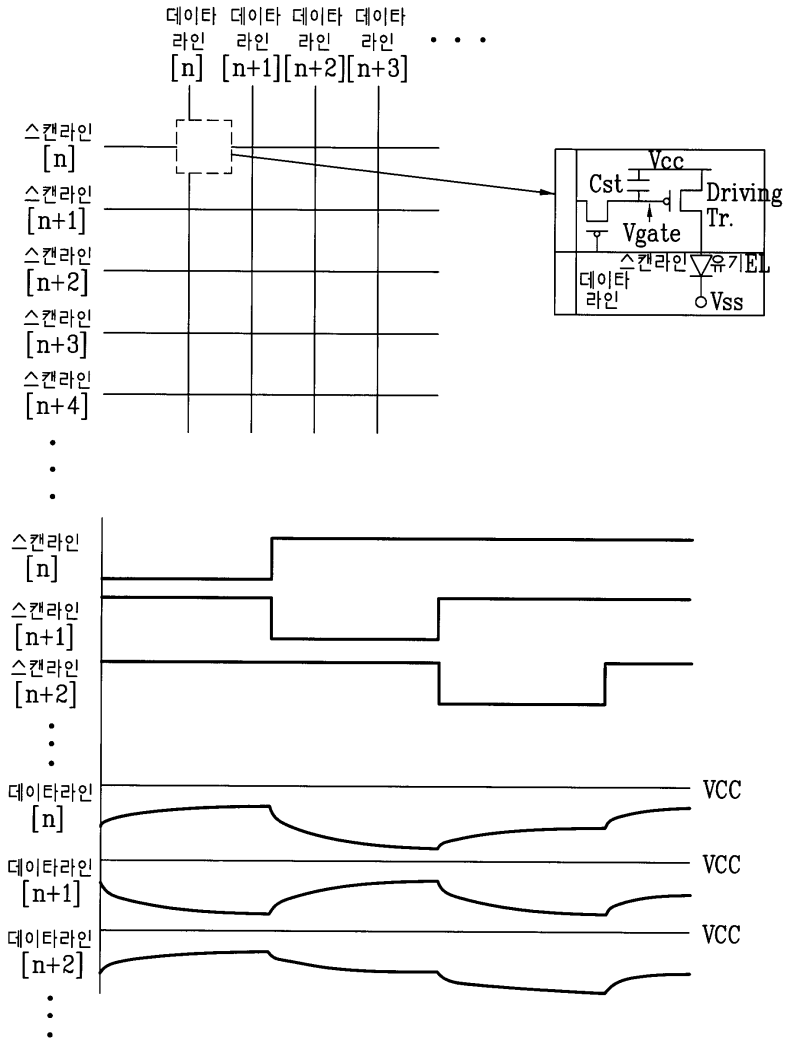 데이타 데이타 데이타 데이타
라인 라인 라인 라인
[n] [n+1] [n+2] [n+3]
스캔라인
[n]
스캔라인
[n+1]
스캔라인
[n+2]
스캔라인
[n+3]
스캔라인
[n+4]
Vcc
Cst
Driving
Tr.
Vgate
스캔라인
유기EL
데이타
라인
Vss
스캔라인
[n]
스캔라인
[n+1]
스캔라인
[n+2]
데이타라인
[n]
VCC
데이타라인
[n+1]
VCC
데이타라인
[n+2]
VCC